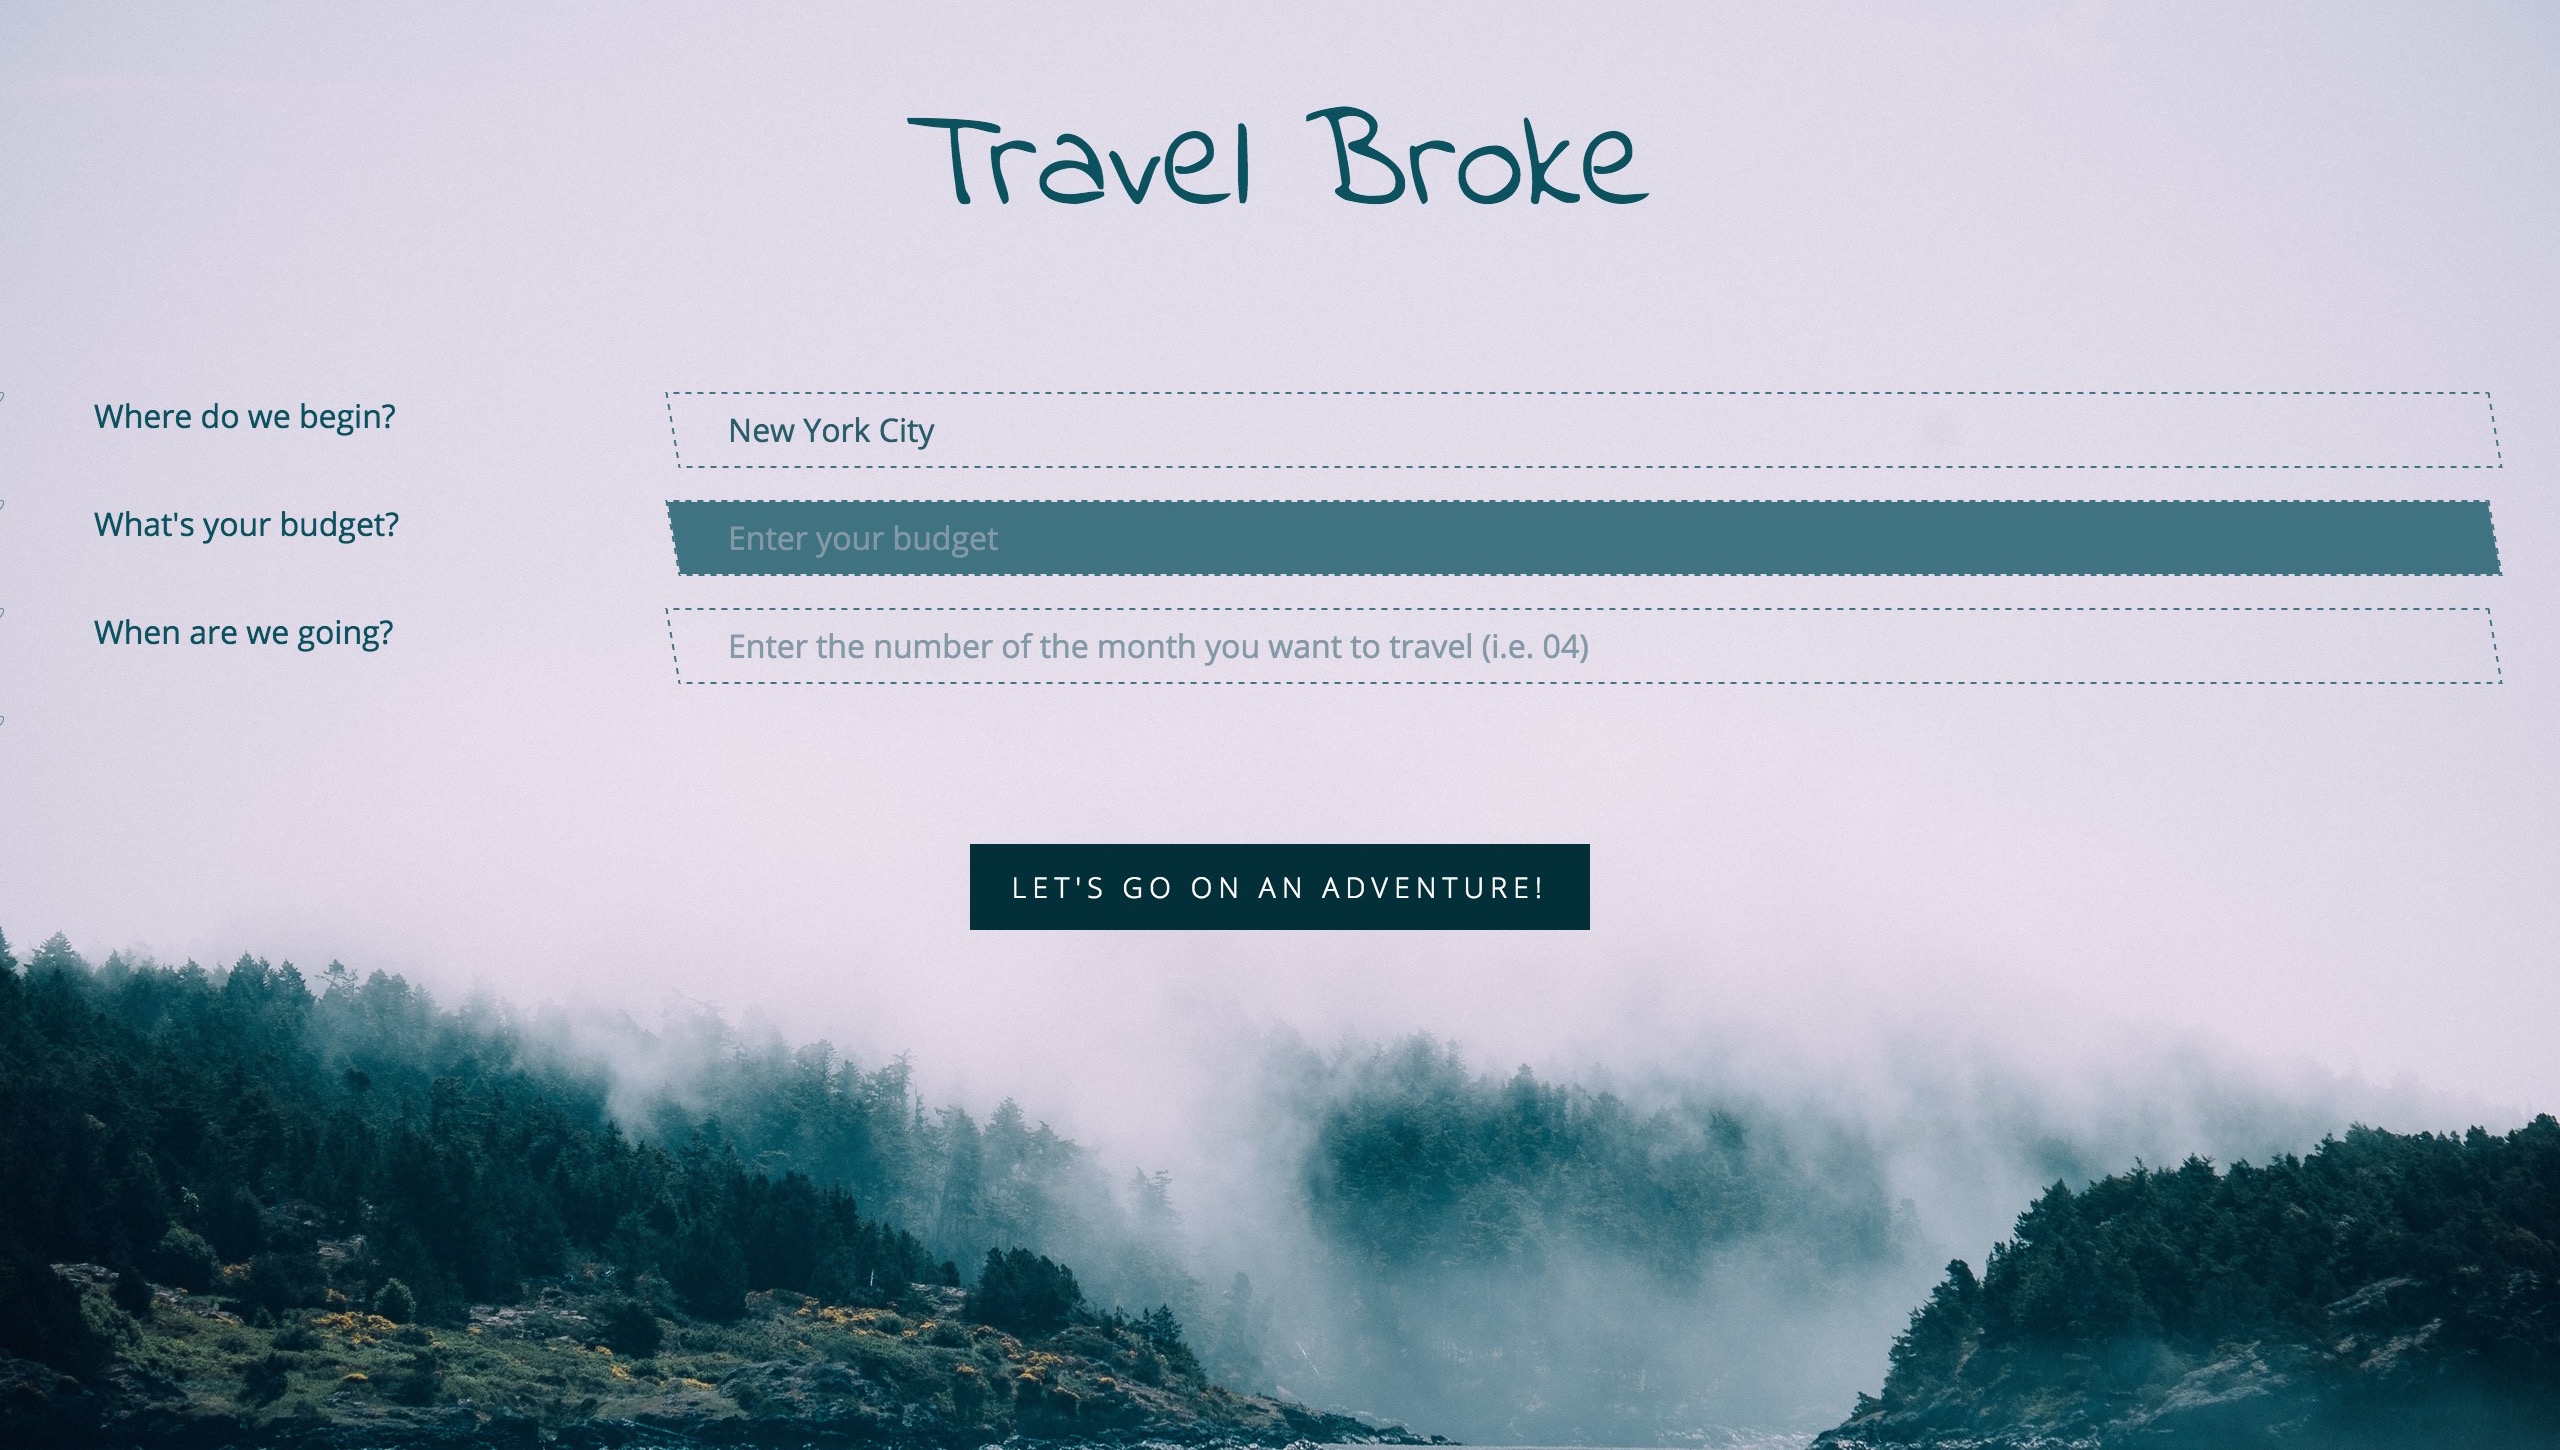 Travel Broke
Where do we begin?
New York City
What's your budget?
Enter your budget
When are we going?
Enter the number of the month you want to travel (i.e. 04)
LET'S GO ON AN ADVENTURE!